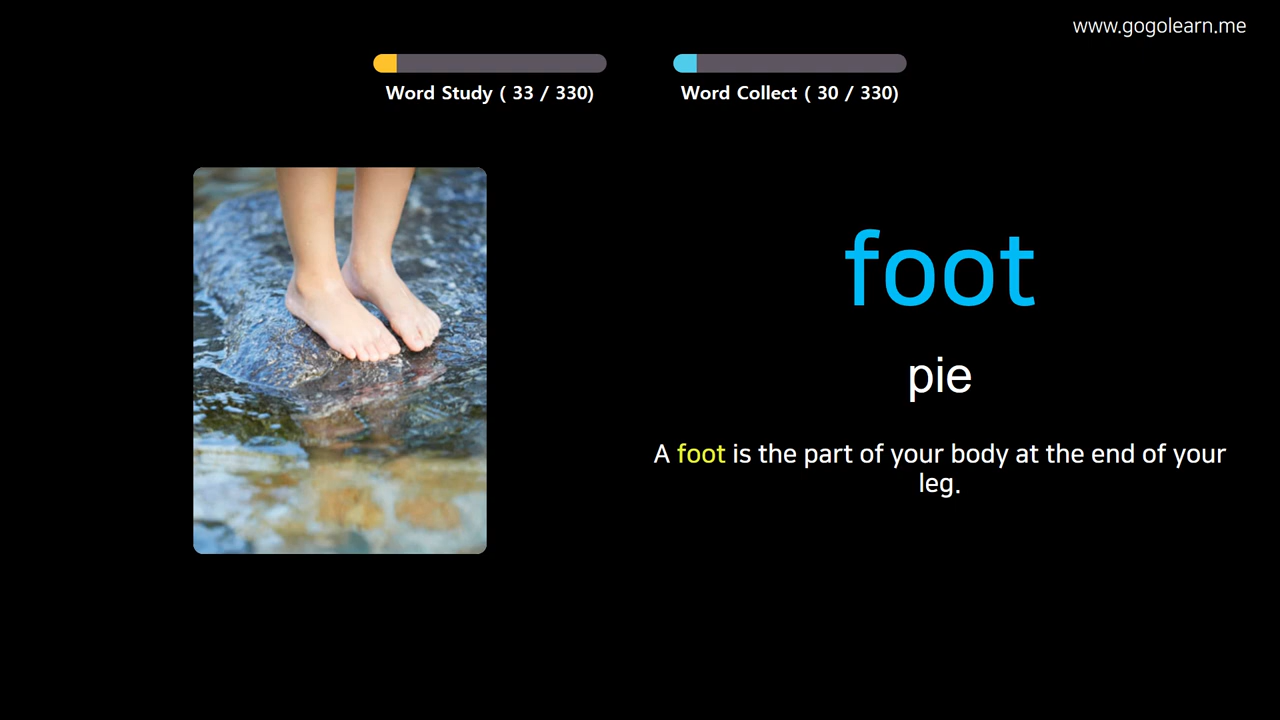 www.gogolearn.me
Word Study ( 33 / 330)
Word Collect ( 30 / 330)
foot
pie
A foot is the part of your body at the end of your
leg.